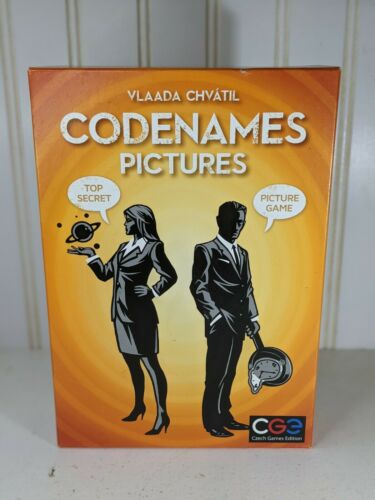 VLAADA CHVÁTIL
CODENAMES
PICTURES
TOP
SECRET
PICTURE
GAME
CGE
Czech Games Edition